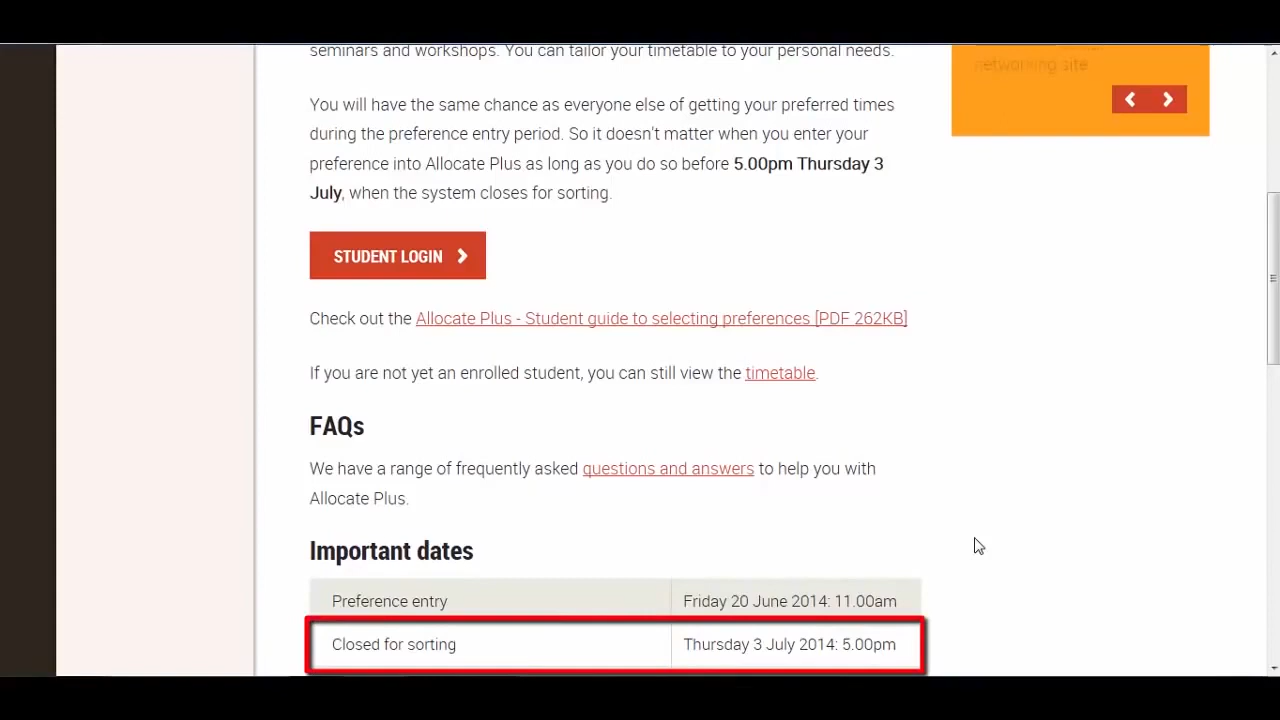 seminars and workshops. You can tailor your timetable to your personal needs.
networking site
You will have the same chance as everyone else of getting your preferred times
during the preference entry period. So it doesn't matter when you enter your
preference into Allocate Plus as long as you do so before 5.00pm Thursday 3
July, when the system closes for sorting.
STUDENT LOGIN
Check out the Allocate Plus - Student guide to selecting preferences [PDF 262KB]
If you are not yet an enrolled student, you can still view the timetable.
FAQs
We have a range of frequently asked questions and answers to help you with
Allocate Plus.
Important dates
Preference entry Friday 20 June 2014: 11.00am
Closed for sorting Thursday 3 July 2014: 5.00pm